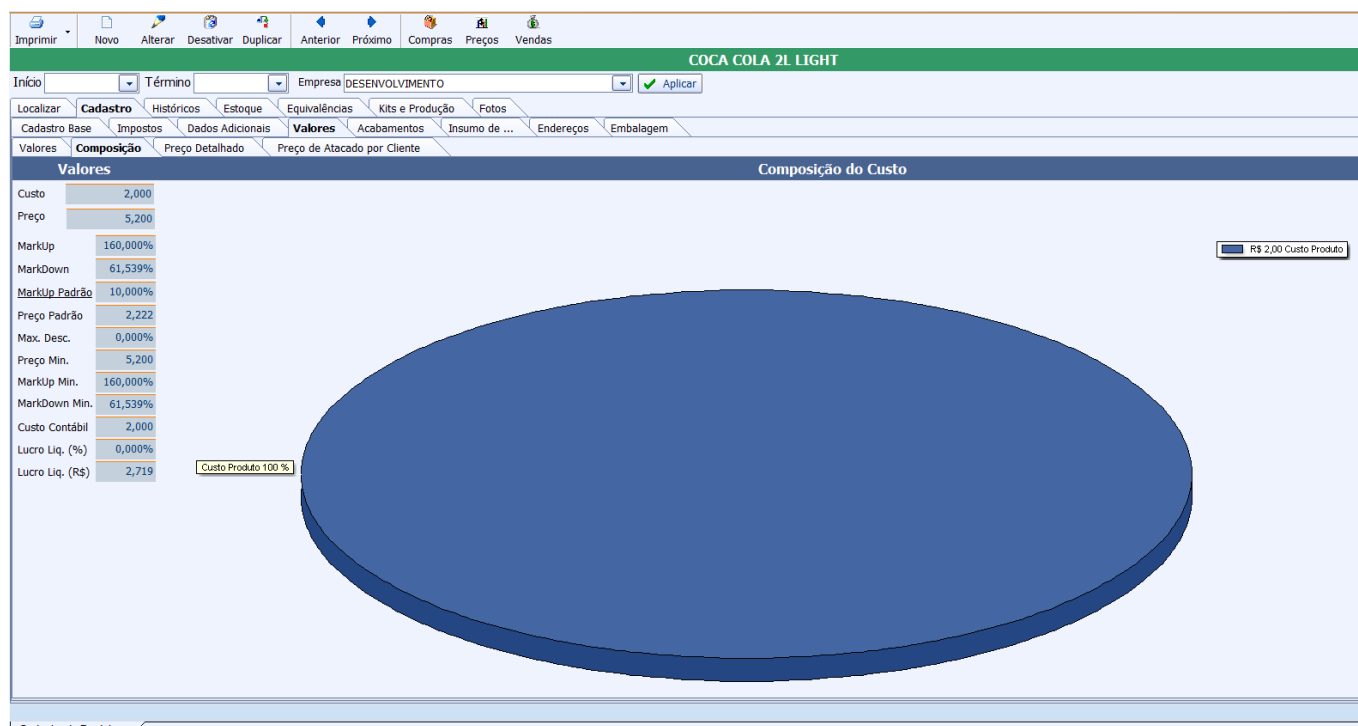 Imprimir Novo Alterar Desativar Duplicar Anterior Próximo Compras Preços Vendas
COCA COLA 2L LIGHT
Início Término Empresa DESENVOLVIMENTO Aplicar
Localizar Cadastro Históricos Estoque Equivalências Kits e Produção Fotos
Cadastro Base Impostos Dados Adicionais Valores Acabamentos Insumo de ... Endereços Embalagem
Valores Composição Preço Detalhado Preço de Atacado por Cliente
Valores Composição do Custo
Custo 2,000
Preço 5,200
MarkUp 160,000%
MarkDown 61,539%
MarkUp Padrão 10,000%
Preço Padrão 2,222
Max. Desc. 0,000%
Preço Min. 5,200
MarkUp Min. 160,000%
MarkDown Min. 61,539%
Custo Contábil 2,000
Lucro Liq. (%) 0,000%
Lucro Liq. (R$) 2,719
R$ 2,00 Custo Produto
Custo Produto 100 %